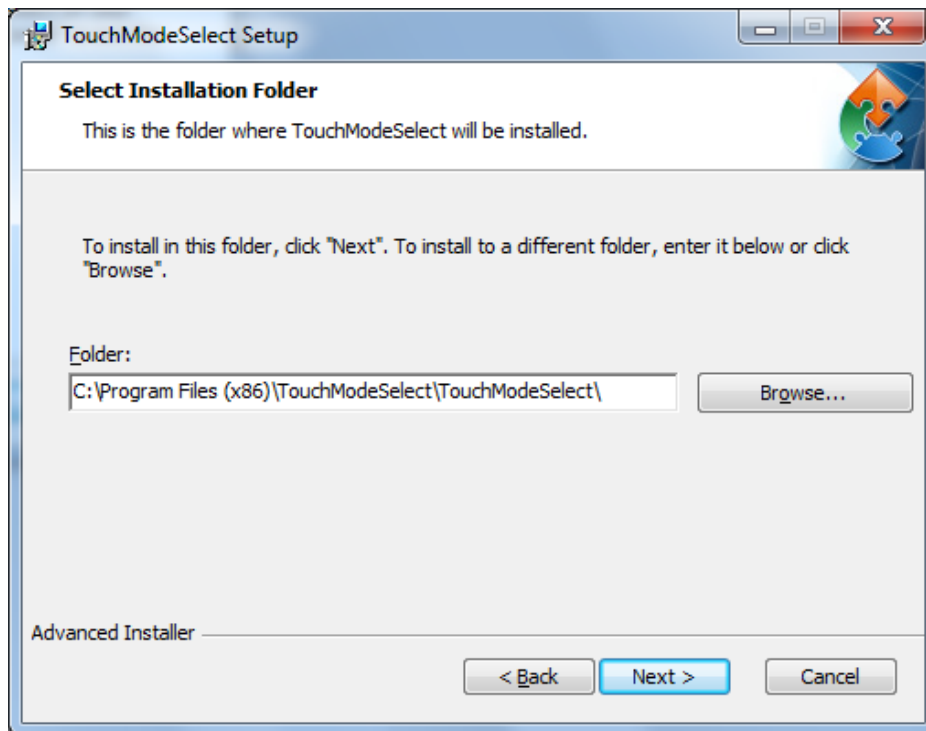 TouchModeSelect Setup
Select Installation Folder
This is the folder where TouchModeSelect will be installed.
To install in this folder, click "Next". To install to a different folder, enter it below or click
"Browse".
Folder:
C:\Program Files (x86)\TouchModeSelect\TouchModeSelect\
Browse...
Advanced Installer
< Back
Next >
Cancel